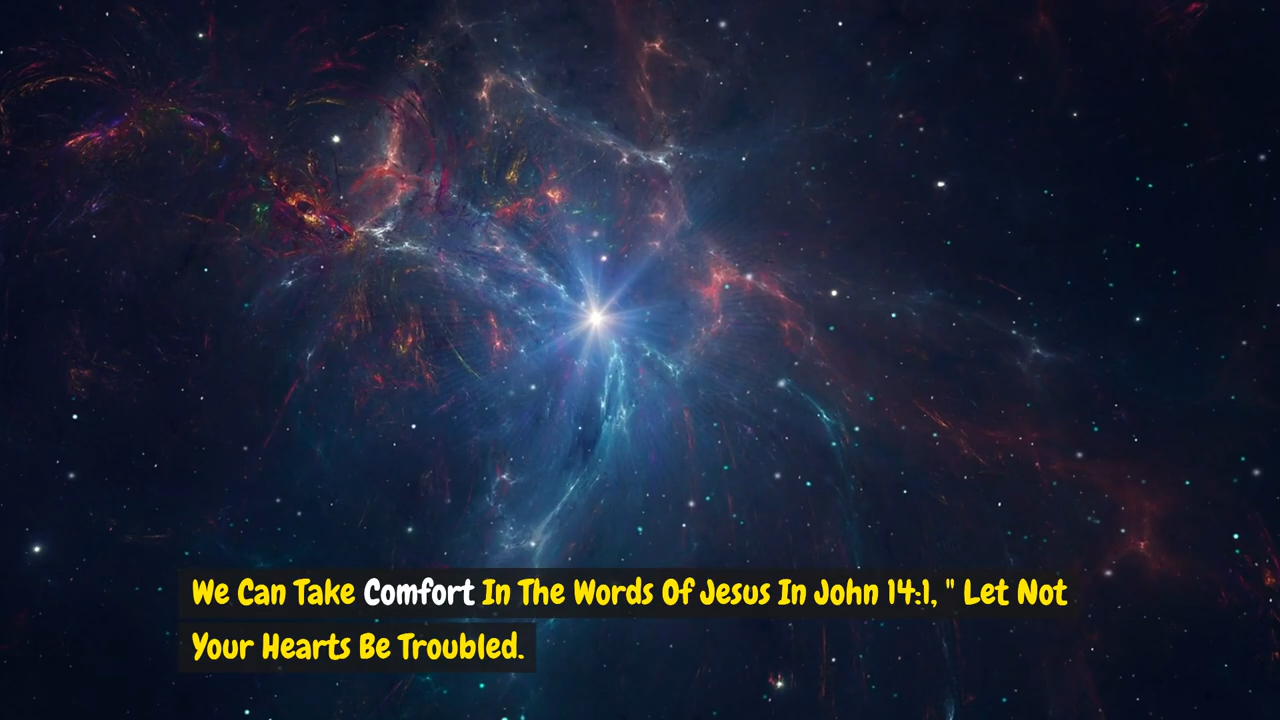 We Can Take Comfort In The Words Of Jesus In John 14:1, " Let Not
Your Hearts Be Troubled.